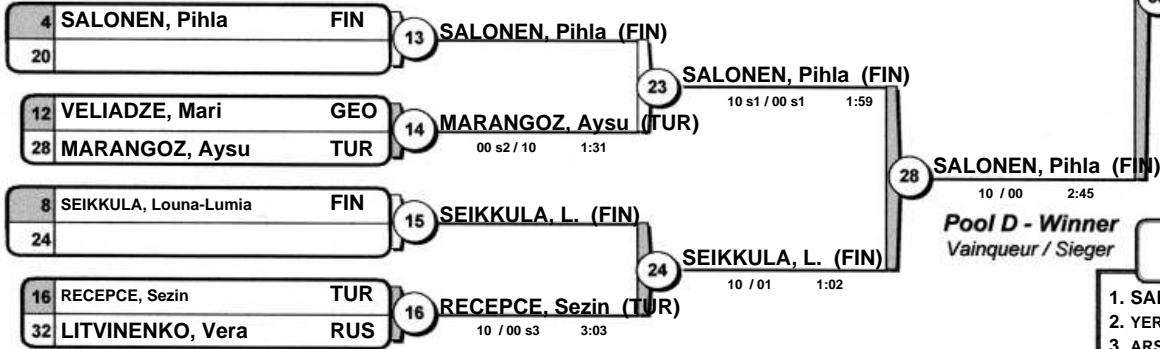 4 SALONEN, Pihla FIN
20
13 SALONEN, Pihla (FIN)
12 VELIADZE, Mari GEO
28 MARANGOZ, Aysu TUR
14 MARANGOZ, Aysu (TUR)
00 s2 / 10 1:31
23 SALONEN, Pihla (FIN)
10 s1 / 00 s1 1:59
8 SEIKKULA, Louna-Lumia FIN
24
15 SEIKKULA, L. (FIN)
16 RECEPCE, Sezin TUR
32 LITVINENKO, Vera RUS
16 RECEPCE, Sezin (TUR)
10 / 00 s3 3:03
24 SEIKKULA, L. (FIN)
10 / 01 1:02
28 SALONEN, Pihla (FIN)
10 / 00 2:45
Pool D - Winner
Vainqueur / Sieger
1.
2.
3.